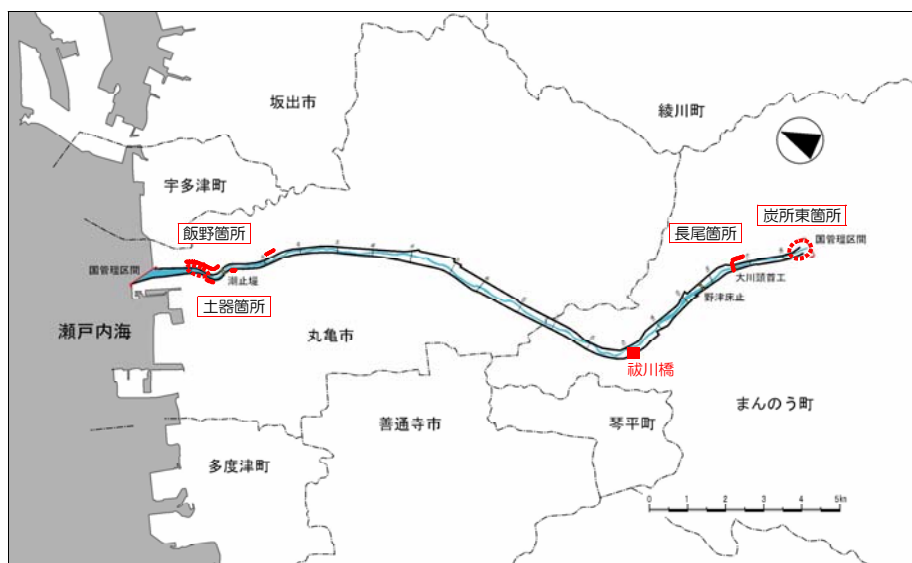 坂出市
綾川町
宇多津町
飯野箇所
長尾箇所
炭所東箇所
国管理区間
国管理区間
潮止堰
大川頭首工
土器箇所
野津床止
瀬戸内海
丸亀市
祓川橋
まんのう町
善通寺市
琴平町
多度津町
0 1 2 3 4 5km